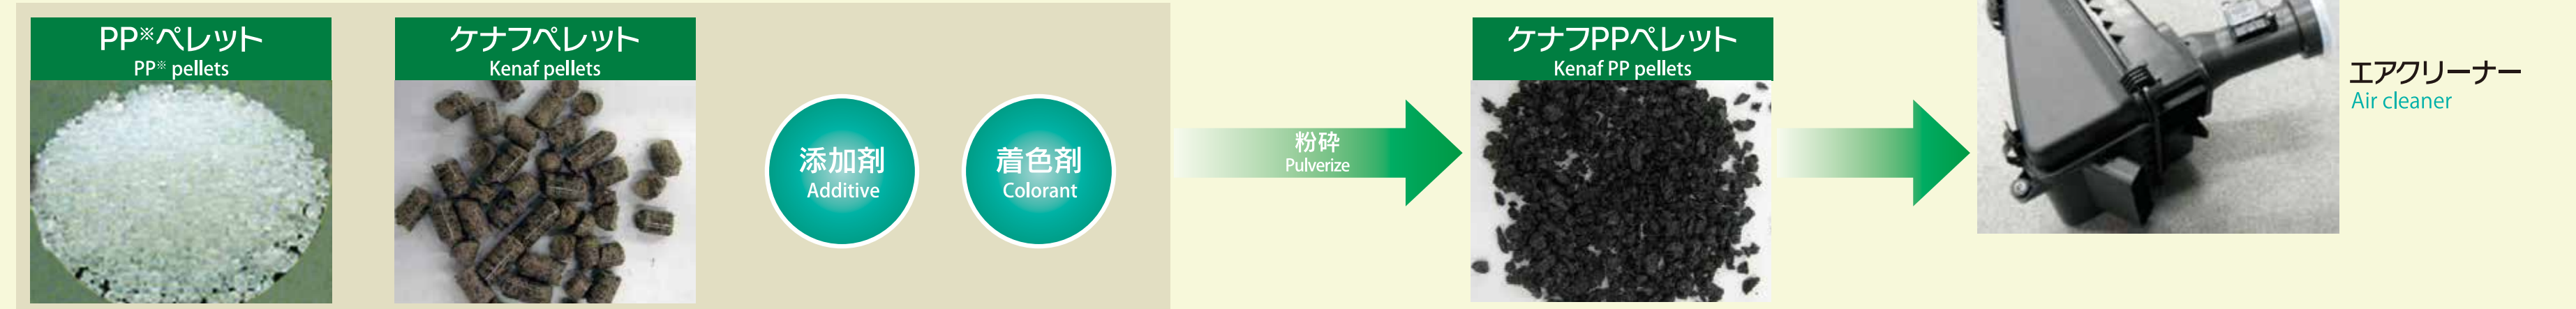 PP※ペレット
PP※ pellets
ケナフペレット
Kenaf pellets
添加剤
Additive
着色剤
Colorant
粉砕
Pulverize
ケナフPPペレット
Kenaf PP pellets
エアクリーナー
Air cleaner